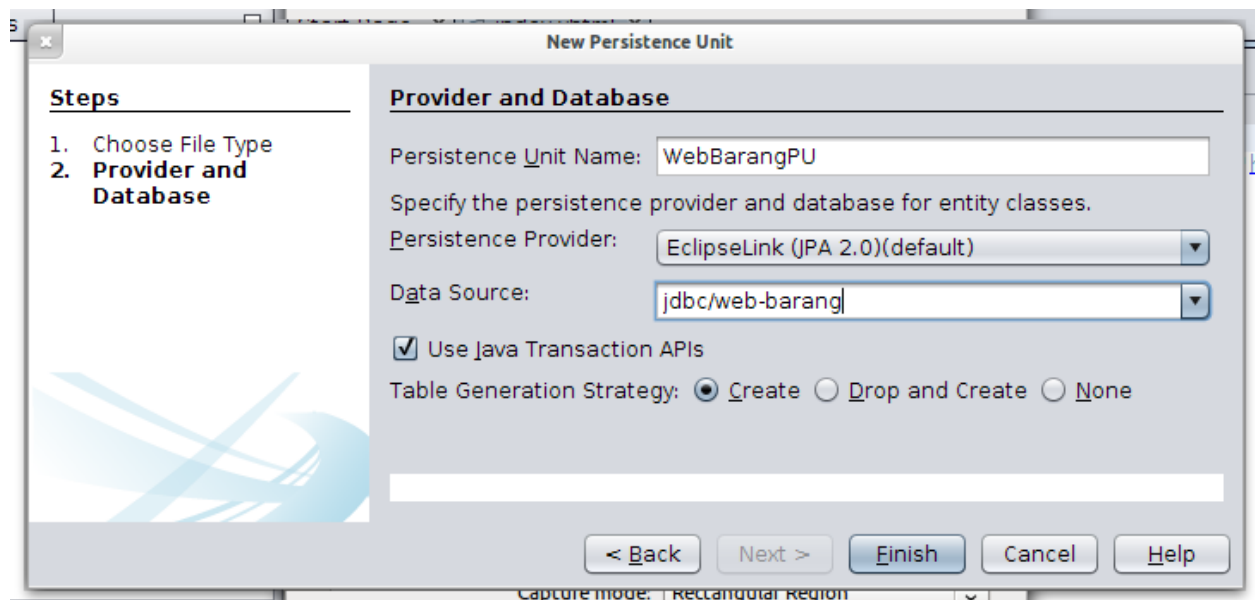 New Persistence Unit
Steps
1. Choose File Type
2. Provider and
Database
Provider and Database
Persistence Unit Name: WebBarangPU
Specify the persistence provider and database for entity classes.
Persistence Provider: EclipseLink (JPA 2.0)(default)
Data Source: jdbc/web-barang
Use Java Transaction APIs
Table Generation Strategy: Create Drop and Create None
< Back Next > Finish Cancel Help
Capture mode: Rectangular Region